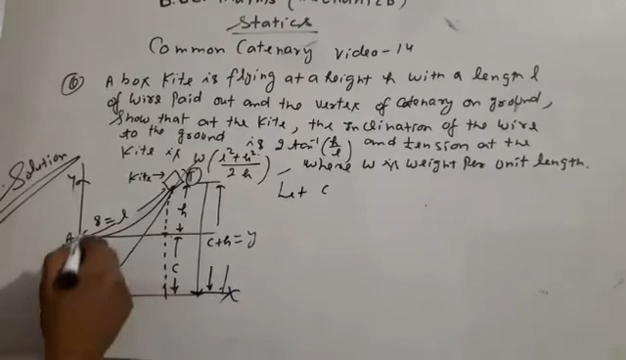 Statics
Common Catenary video-14
⑥ A box kite is flying at a height h with a length l
of wire paid out and the vertex of catenary on ground,
Show that at the kite, the inclination of the wire
to the ground is 2 tan⁻¹(h/l) and tension at the
Kite is w(l²+h²/2h), where w is weight per unit length.
Solution
Let C
Kite
y
s=l
h
A
c+h=y
c
X